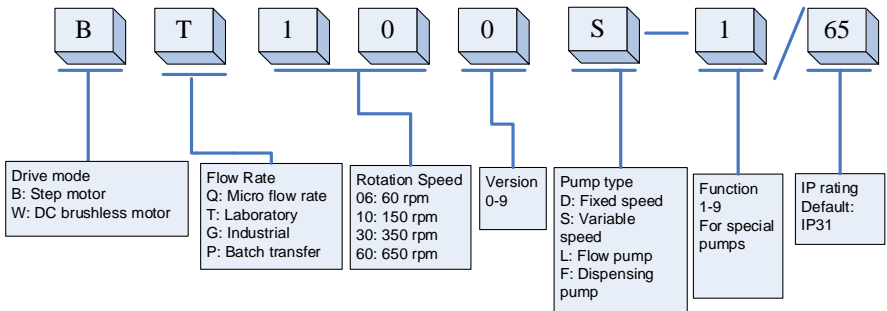 B T 1 0 0 S - 1 / 65
Drive mode
B: Step motor
W: DC brushless motor
Flow Rate
Q: Micro flow rate
T: Laboratory
G: Industrial
P: Batch transfer
Rotation Speed
06: 60 rpm
10: 150 rpm
30: 350 rpm
60: 650 rpm
Version
0-9
Pump type
D: Fixed speed
S: Variable
speed
L: Flow pump
F: Dispensing
pump
Function
1-9
For special
pumps
IP rating
Default:
IP31